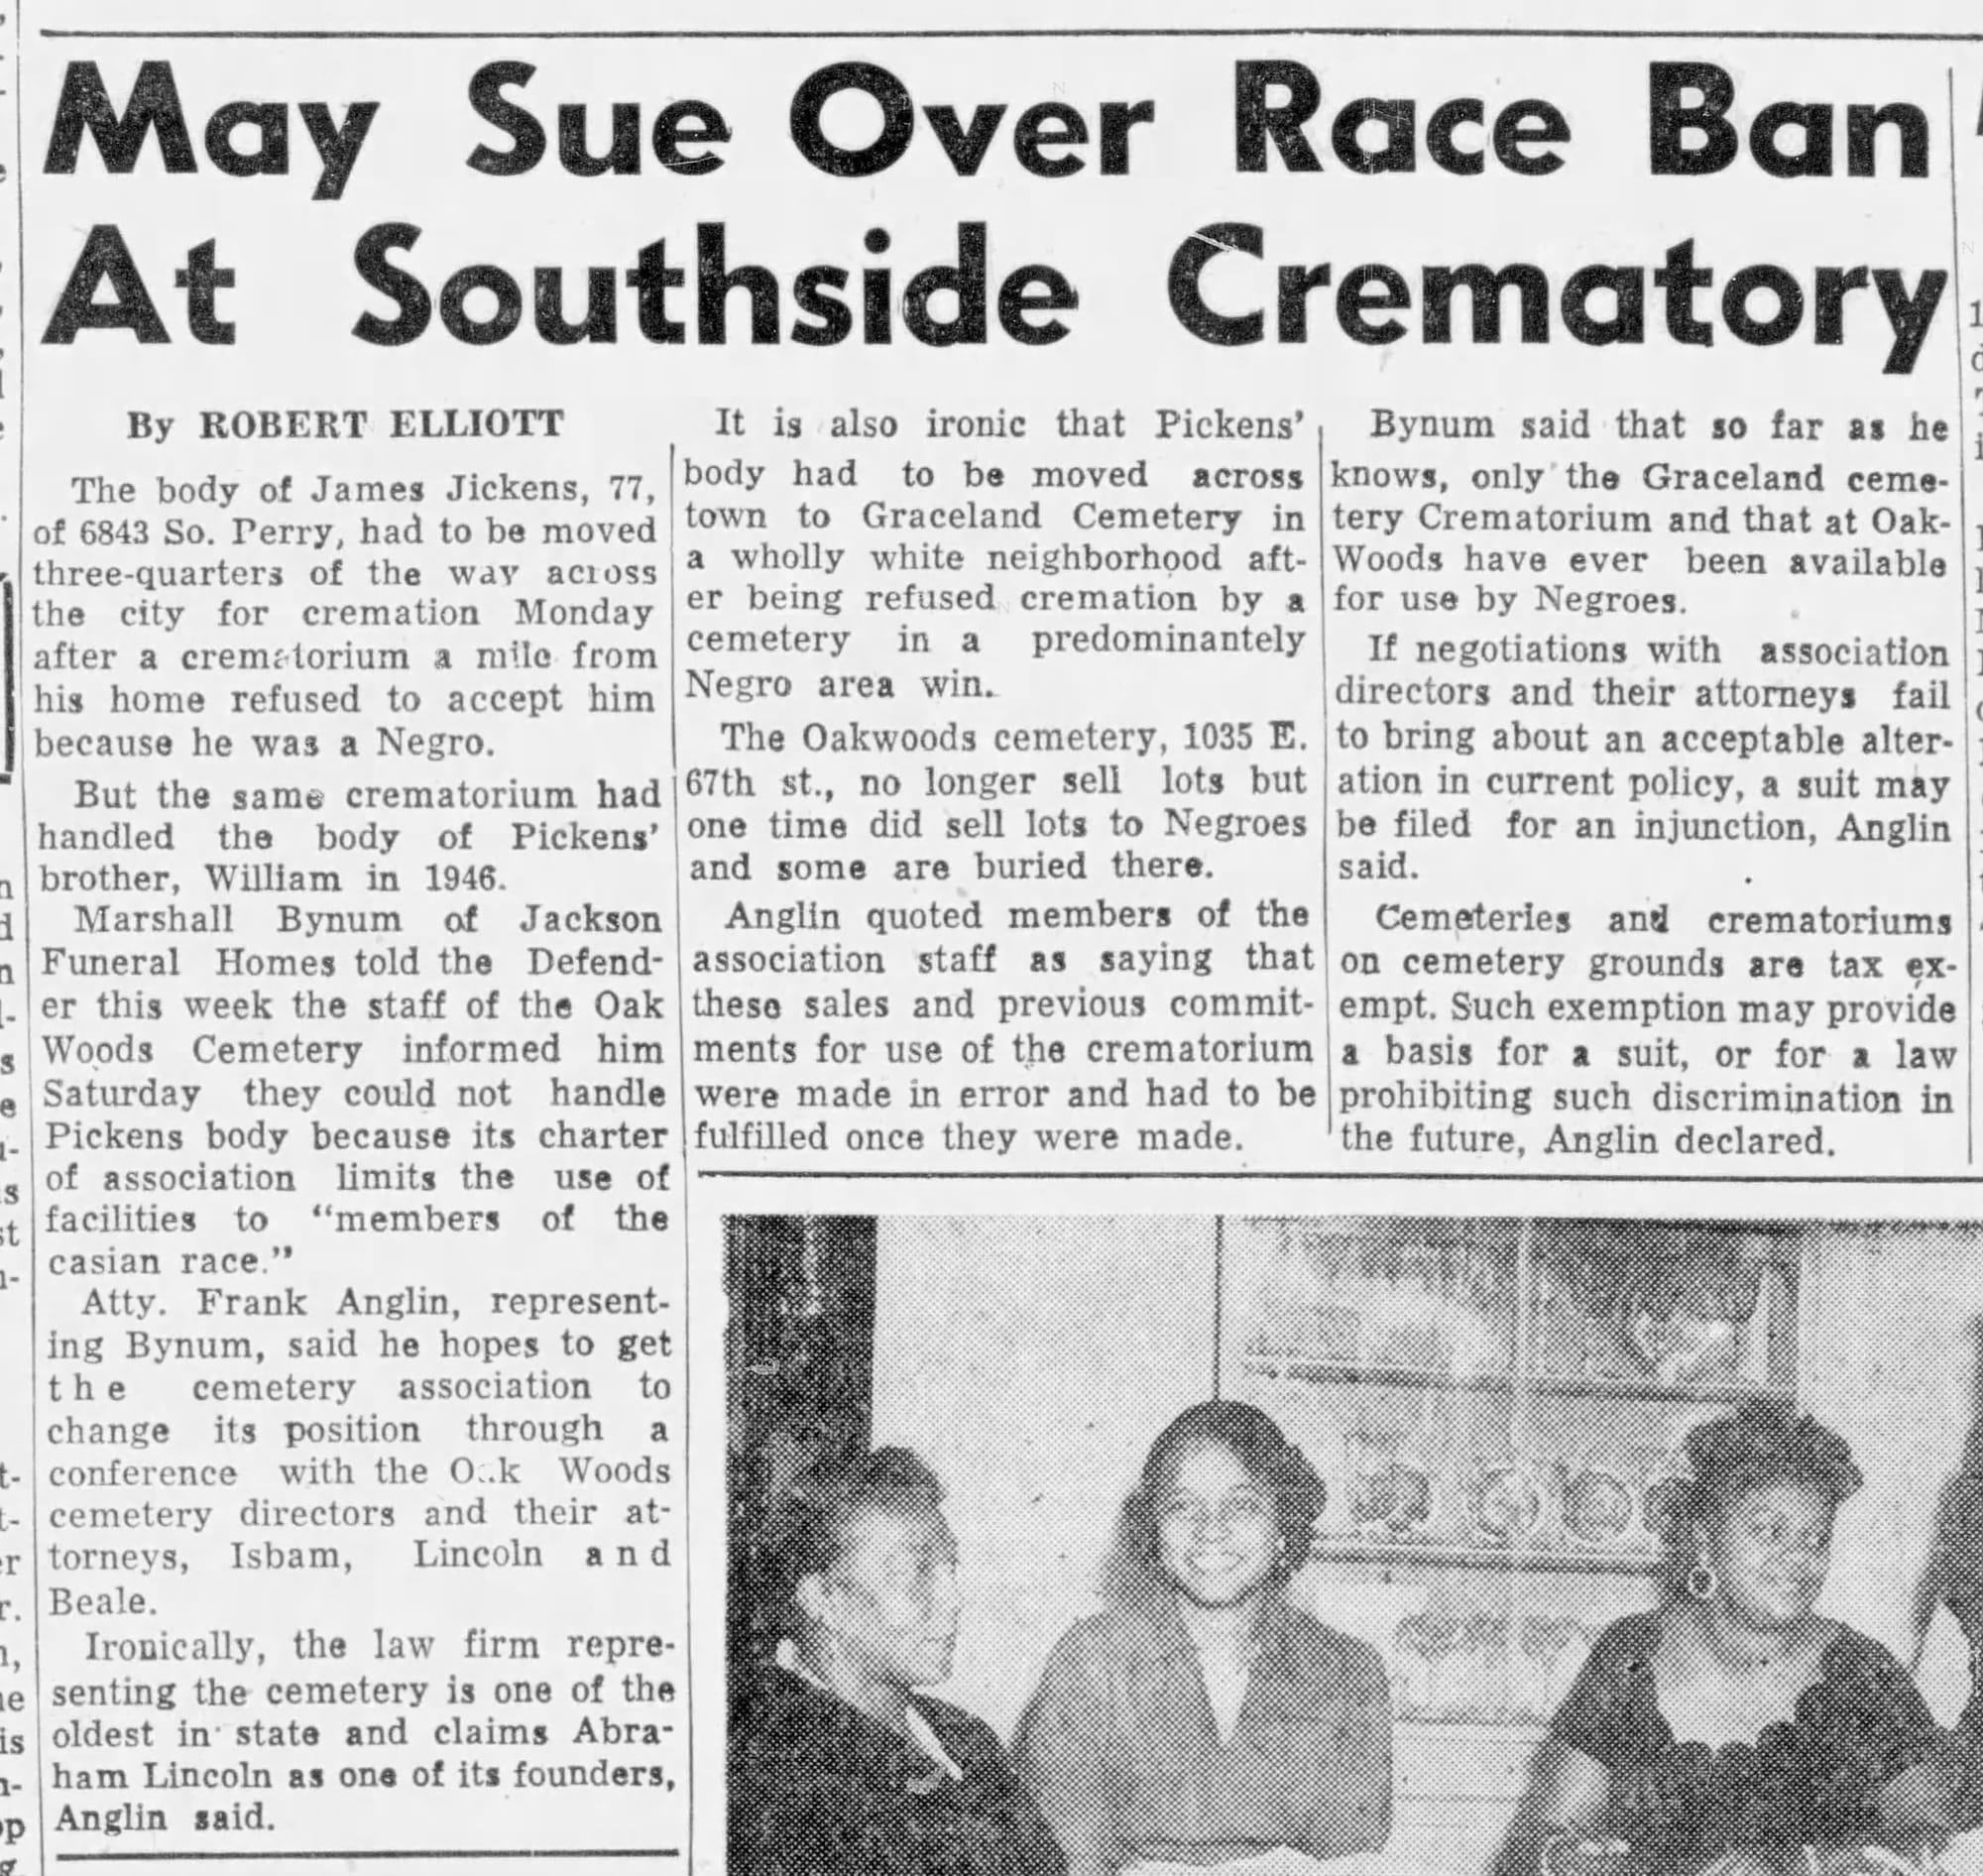 May Sue Over Race Ban
At Southside Crematory
By ROBERT ELLIOTT
The body of James Jickens, 77,
of 6843 So. Perry, had to be moved
three-quarters of the way across
the city for cremation Monday
after a crematorium a mile from
his home refused to accept him
because he was a Negro.
But the same crematorium had
handled the body of Pickens'
brother, William in 1946.
Marshall Bynum of Jackson
Funeral Homes told the Defend-
er this week the staff of the Oak
Woods Cemetery informed him
Saturday they could not handle
Pickens body because its charter
of association limits the use of
facilities to "members of the
casian race."
Atty. Frank Anglin, represent-
ing Bynum, said he hopes to get
the cemetery association to
change its position through a
conference with the Oak Woods
cemetery directors and their at-
torneys, Isbam, Lincoln and
Beale.
Ironically, the law firm repre-
senting the cemetery is one of the
oldest in state and claims Abra-
ham Lincoln as one of its founders,
Anglin said.
It is also ironic that Pickens'
body had to be moved across
town to Graceland Cemetery in
a wholly white neighborhood aft-
er being refused cremation by a
cemetery in a predominantly
Negro area win.
The Oakwoods cemetery, 1035 E.
67th st., no longer sell lots but
one time did sell lots to Negroes
and some are buried there.
Anglin quoted members of the
association staff as saying that
these sales and previous commit-
ments for use of the crematorium
were made in error and had to be
fulfilled once they were made.
Bynum said that so far as he
knows, only the Graceland ceme-
tery Crematorium and that at Oak-
Woods have ever been available
for use by Negroes.
If negotiations with association
directors and their attorneys fail
to bring about an acceptable alter-
ation in current policy, a suit may
be filed for an injunction, Anglin
said.
Cemeteries and crematoriums
on cemetery grounds are tax ex-
empt. Such exemption may provide
a basis for a suit, or for a law
prohibiting such discrimination in
the future, Anglin declared.